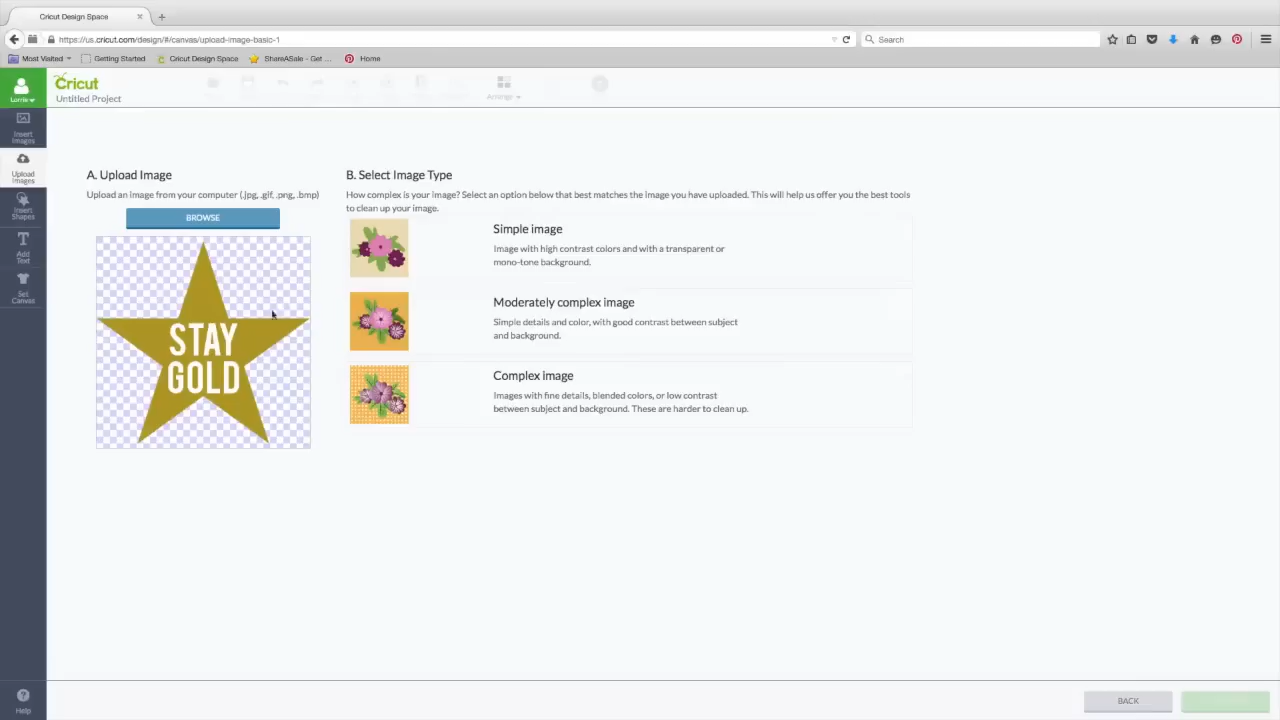 Cricut Design Space
https://us.cricut.com/design/#/canvas/upload-image-basic-1
Search
Most Visited
Getting Started
Cricut Design Space
ShareASale - Get ...
Home
Lorrie
Cricut
Untitled Project
Arrange
Insert
Images
Upload
Images
Insert
Shapes
Add
Text
Set
Canvas
Help
A. Upload Image
Upload an image from your computer (.jpg, .gif, .png, .bmp)
BROWSE
STAY
GOLD
B. Select Image Type
How complex is your image? Select an option below that best matches the image you have uploaded. This will help us offer you the best tools
to clean up your image.
Simple image
Image with high contrast colors and with a transparent or
mono-tone background.
Moderately complex image
Simple details and color, with good contrast between subject
and background.
Complex image
Images with fine details, blended colors, or low contrast
between subject and background. These are harder to clean up.
BACK